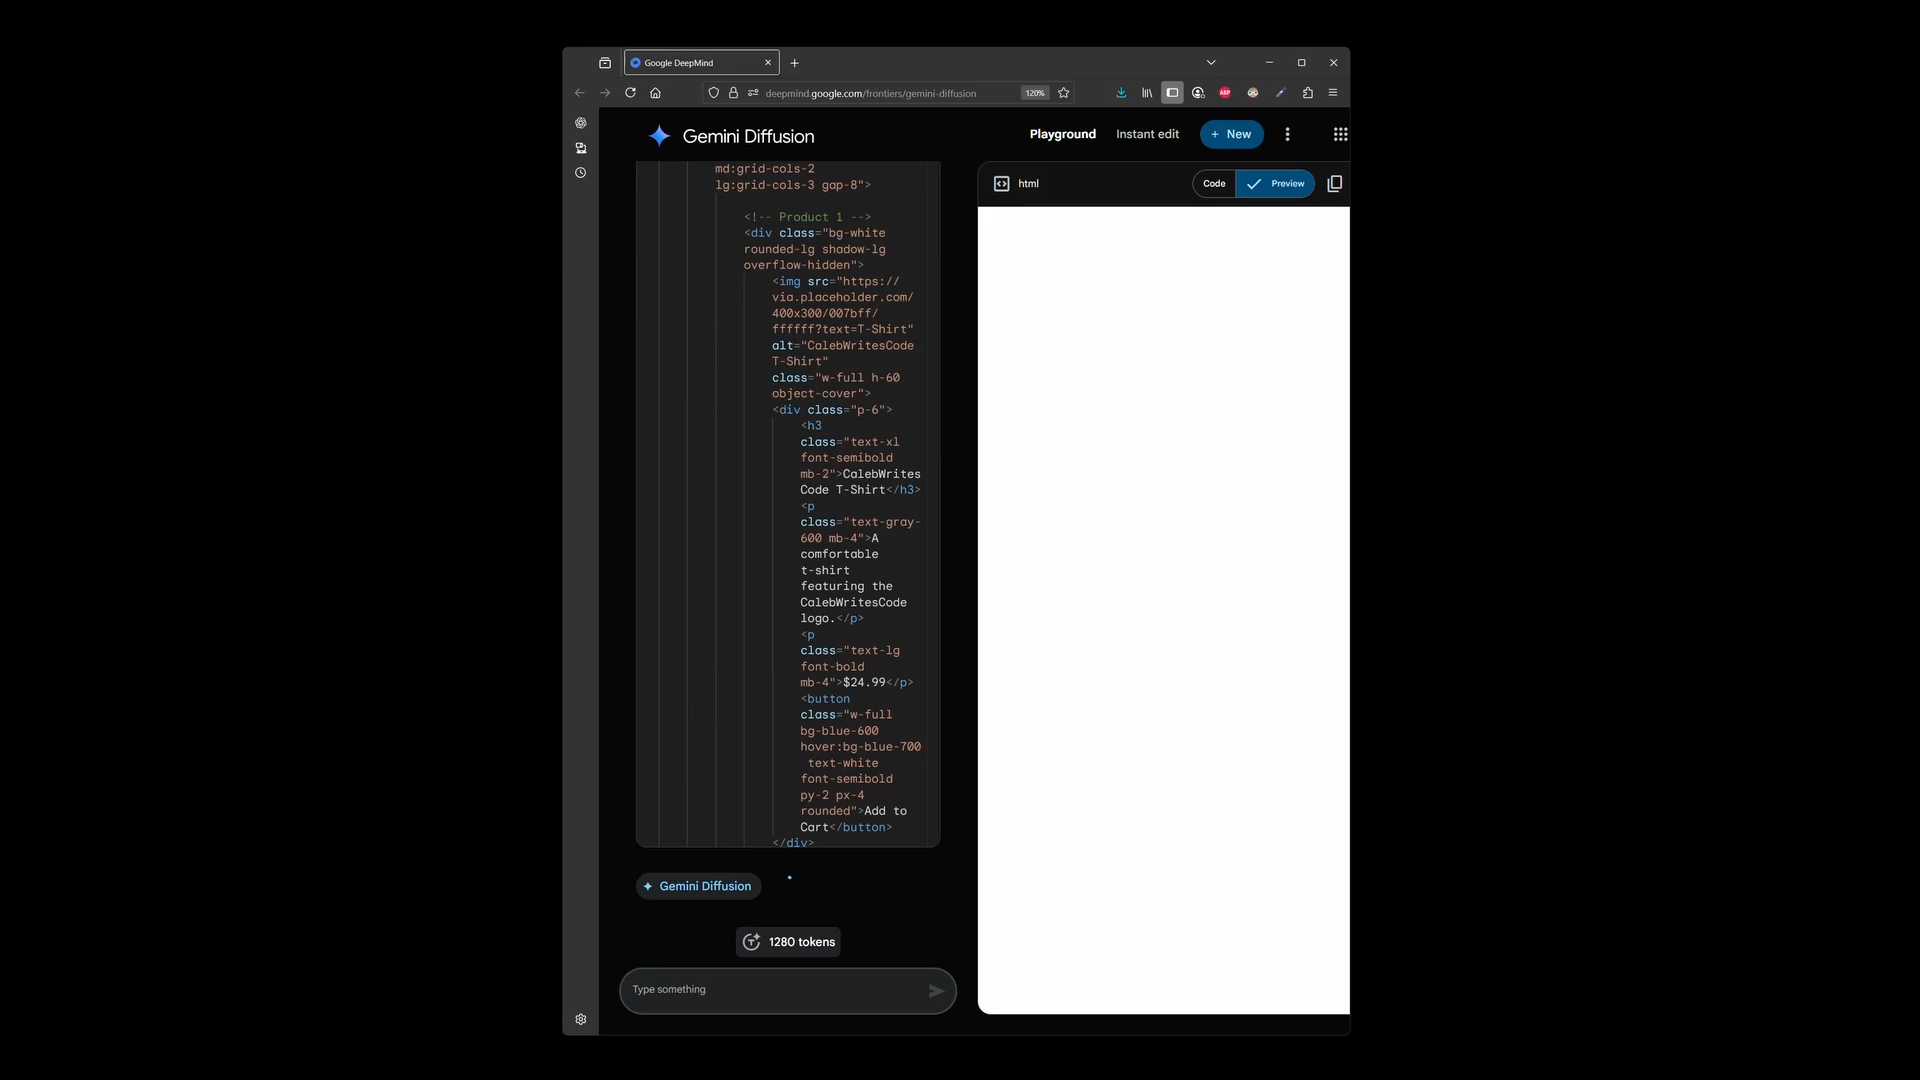 Google DeepMind
deepmind.google.com/frontiers/gemini-diffusion
120%
ABP
Gemini Diffusion
Playground
Instant edit
+ New
md:grid-cols-2
lg:grid-cols-3 gap-8">
<!-- Product 1 -->
<div class="bg-white
rounded-lg shadow-lg
overflow-hidden">
<img src="https://
via.placeholder.com/
400x300/007bff/
ffffff?text=T-Shirt"
alt="CalebWritesCode
T-Shirt"
class="w-full h-60
object-cover">
<div class="p-6">
<h3
class="text-xl
font-semibold
mb-2">CalebWrites
Code T-Shirt</h3>
<p
class="text-gray-
600 mb-4">A
comfortable
t-shirt
featuring the
CalebWritesCode
logo.</p>
<p
class="text-lg
font-bold
mb-4">$24.99</p>
<button
class="w-full
bg-blue-600
hover:bg-blue-700
text-white
font-semibold
py-2 px-4
rounded">Add to
Cart</button>
</div>
Gemini Diffusion
1280 tokens
Type something
html
Code
Preview